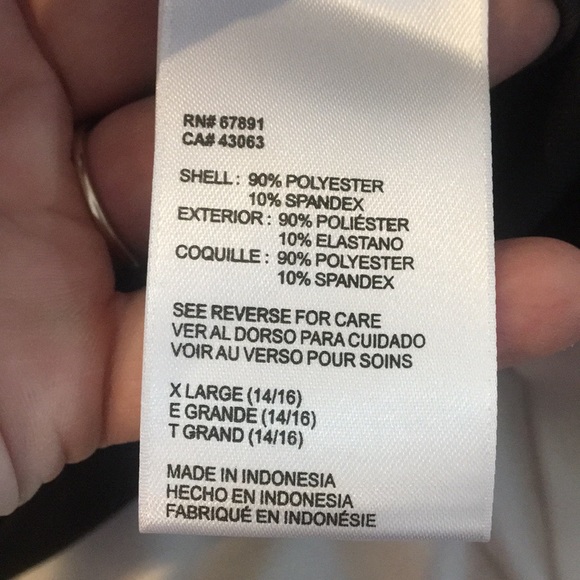 RN# 67891
CA# 43063
SHELL: 90% POLYESTER
10% SPANDEX
EXTERIOR: 90% POLIÉSTER
10% ELASTANO
COQUILLE: 90% POLYESTER
10% SPANDEX
SEE REVERSE FOR CARE
VER AL DORSO PARA CUIDADO
VOIR AU VERSO POUR SOINS
X LARGE (14/16)
E GRANDE (14/16)
T GRAND (14/16)
MADE IN INDONESIA
HECHO EN INDONESIA
FABRIQUÉ EN INDONÉSIE